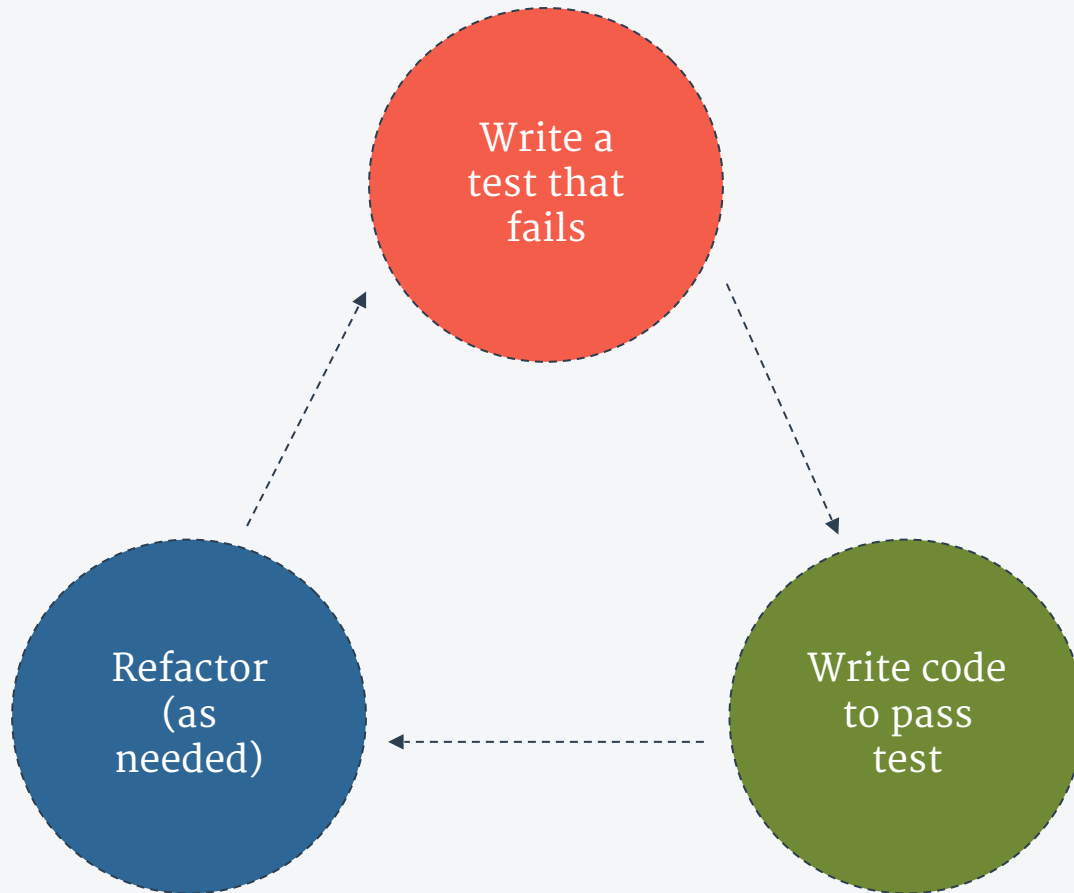 Write a
test that
fails
Refactor
(as
needed)
Write code
to pass
test